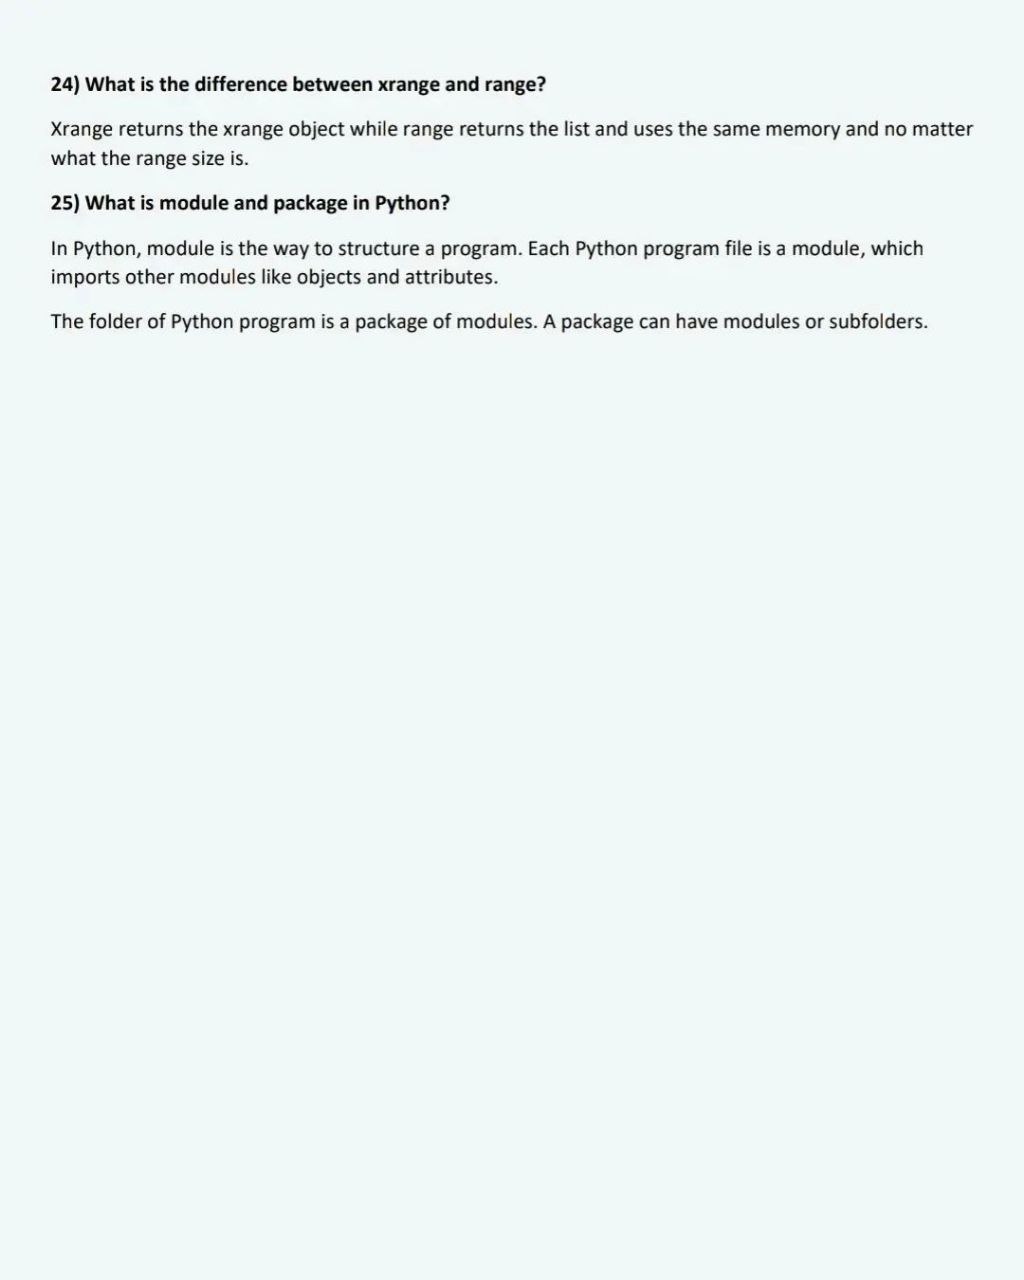 24) What is the difference between xrange and range?
Xrange returns the xrange object while range returns the list and uses the same memory and no matter
what the range size is.
25) What is module and package in Python?
In Python, module is the way to structure a program. Each Python program file is a module, which
imports other modules like objects and attributes.
The folder of Python program is a package of modules. A package can have modules or subfolders.